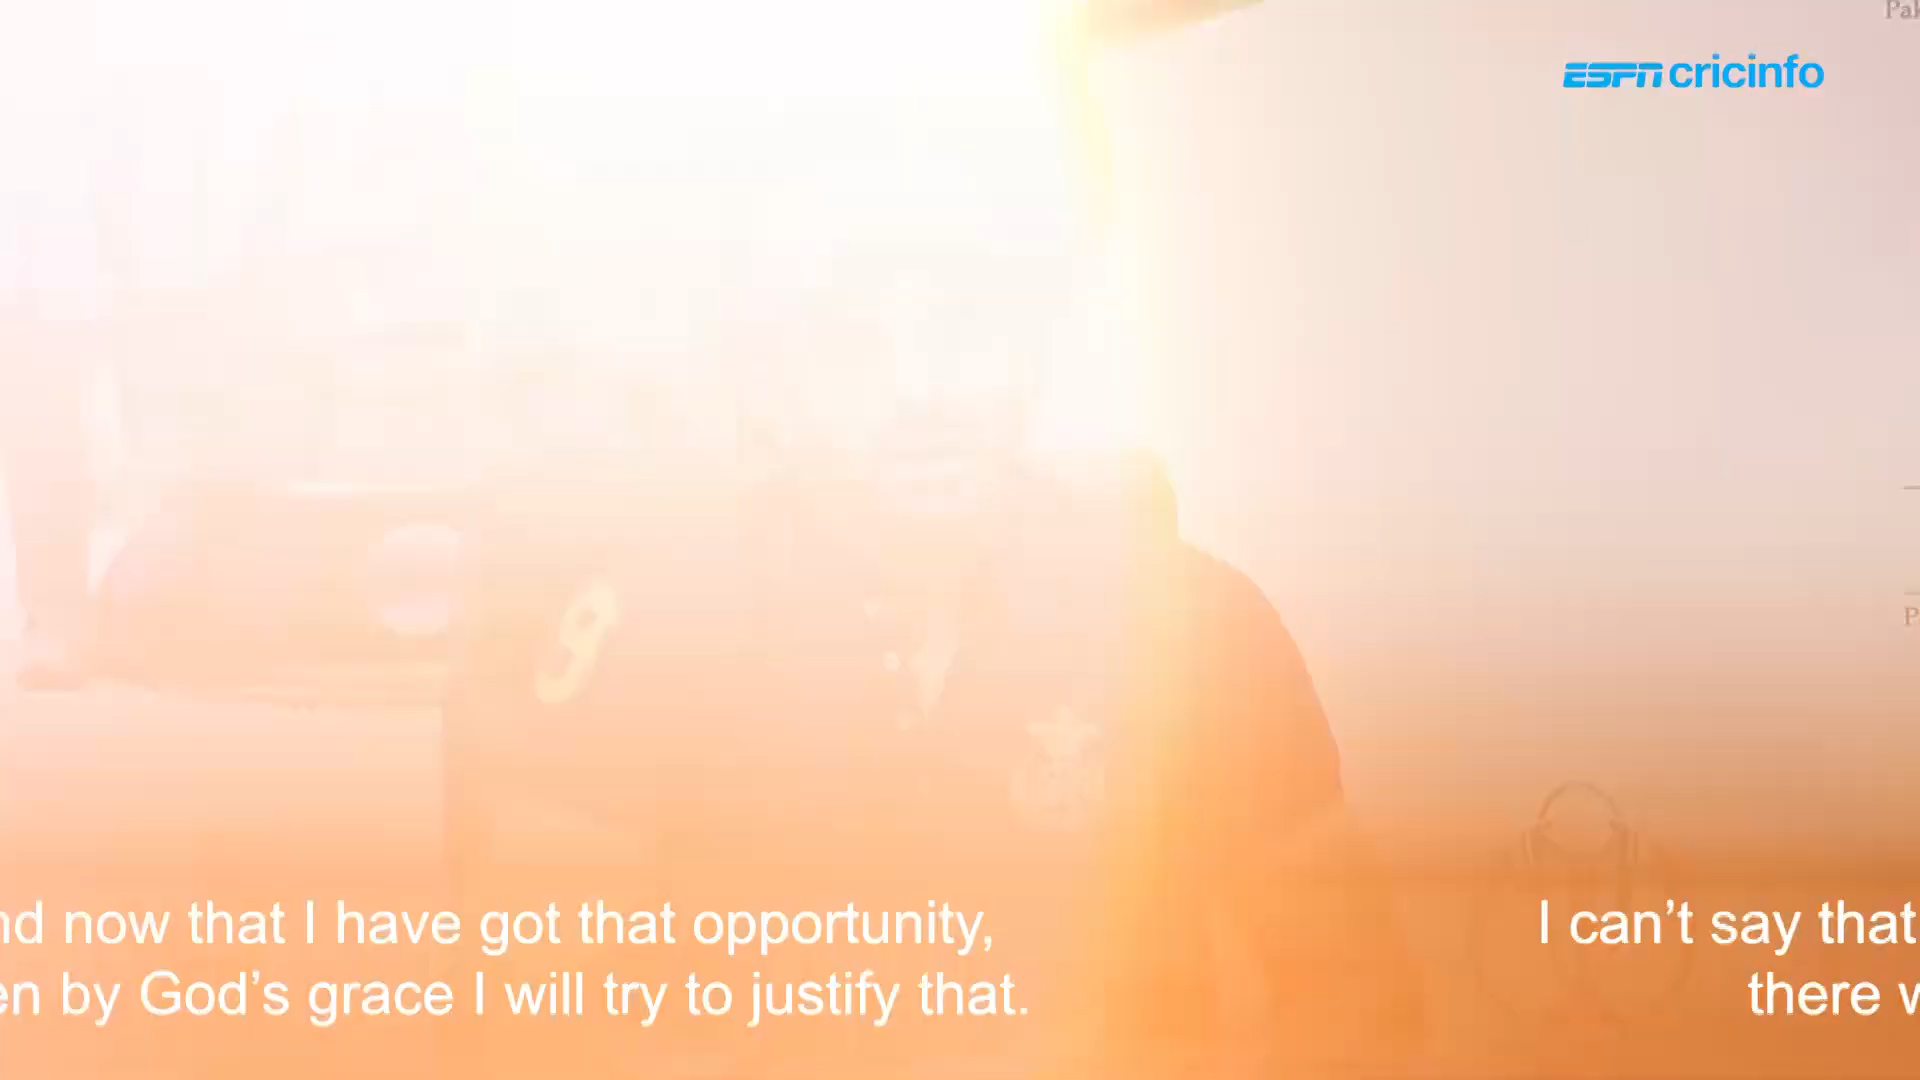 ESPN cricinfo
nd now that I have got that opportunity,
en by God’s grace I will try to justify that.
I can’t say that
there w